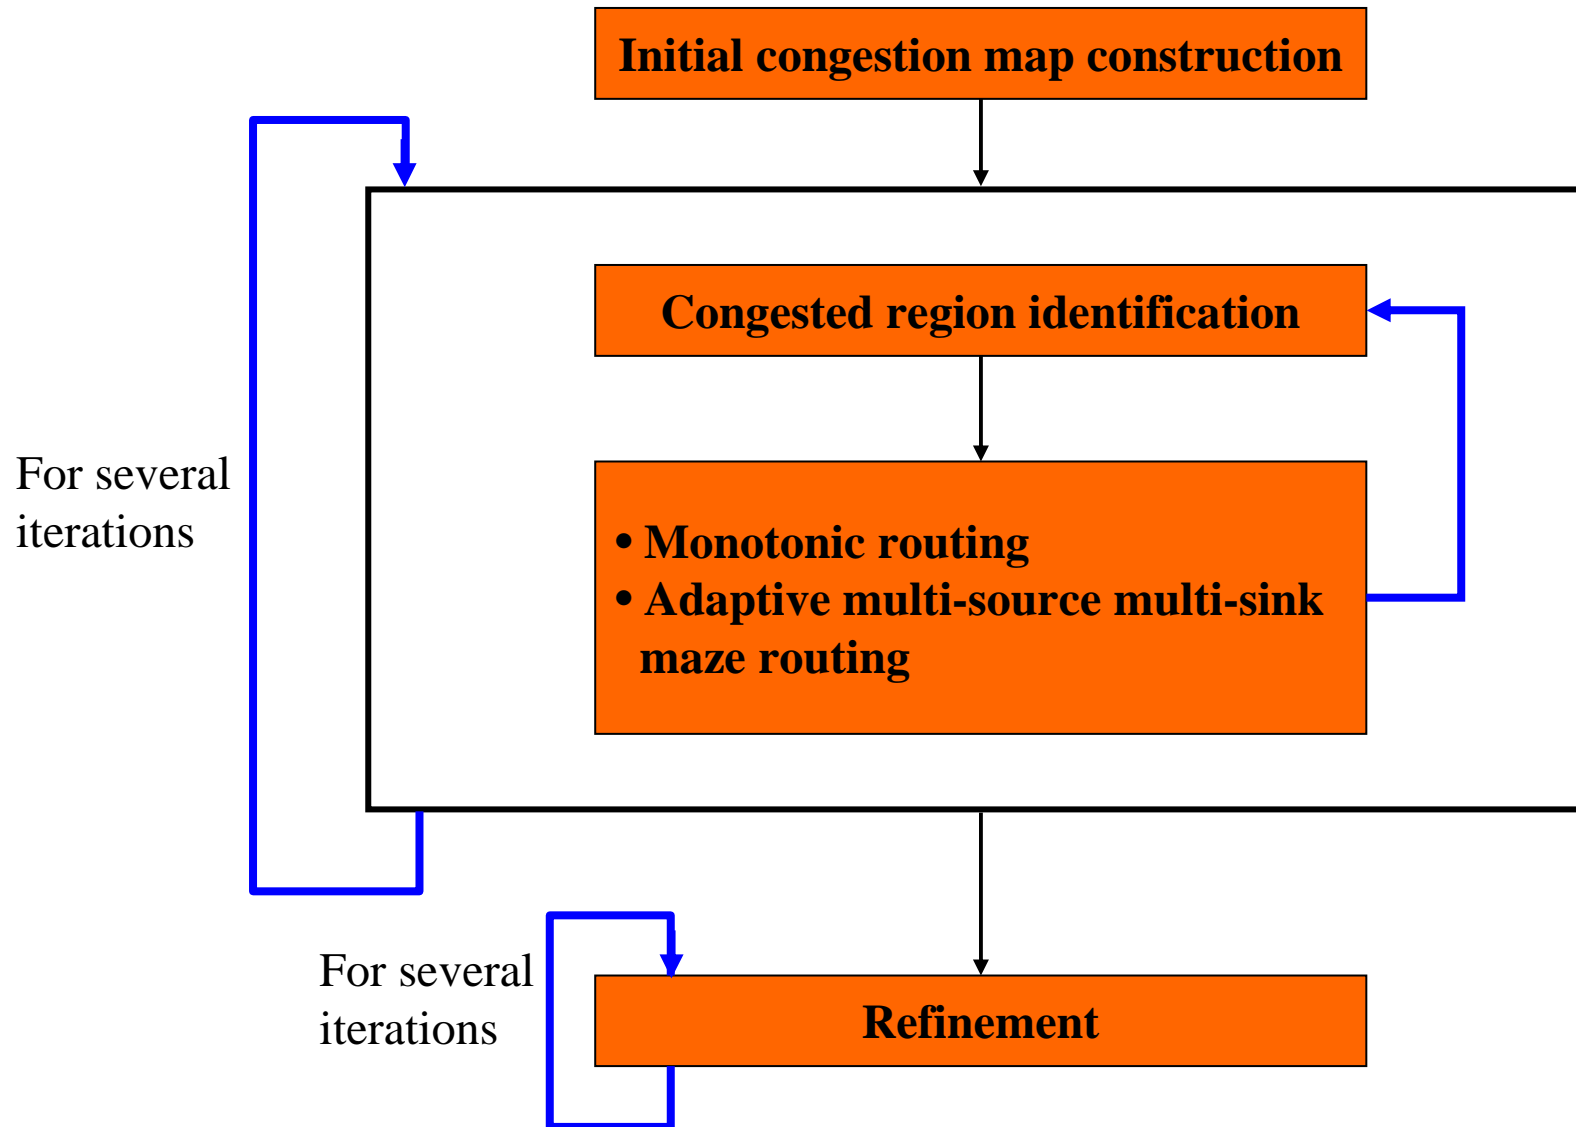 Initial congestion map construction
Congested region identification
For several
iterations
• Monotonic routing
• Adaptive multi-source multi-sink
maze routing
For several
iterations
Refinement